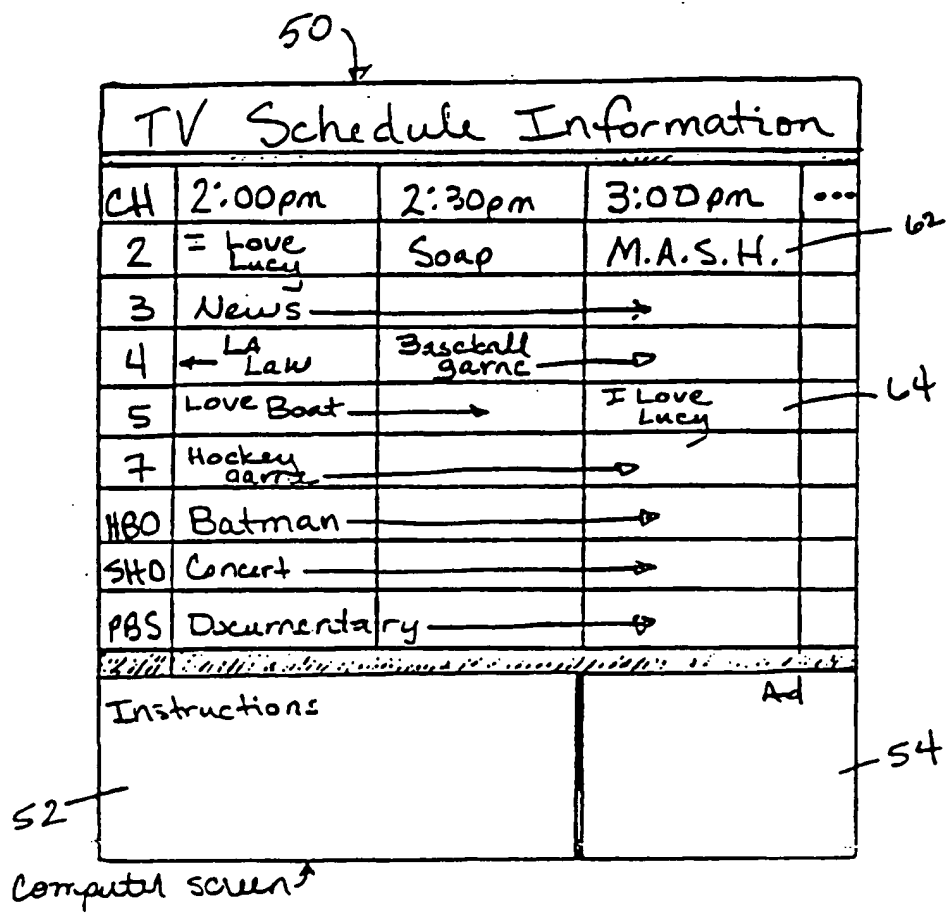 50
TV Schedule Information
CH 2:00pm 2:30pm 3:00pm ...
2 I Love Lucy Soap M.A.S.H. 62
3 News
4 LA Law Baseball game
5 Love Boat I Love Lucy 64
7 Hockey game
HBO Batman
SHO Concert
PBS Documentary
Instructions Ad
54
52
Computer screen